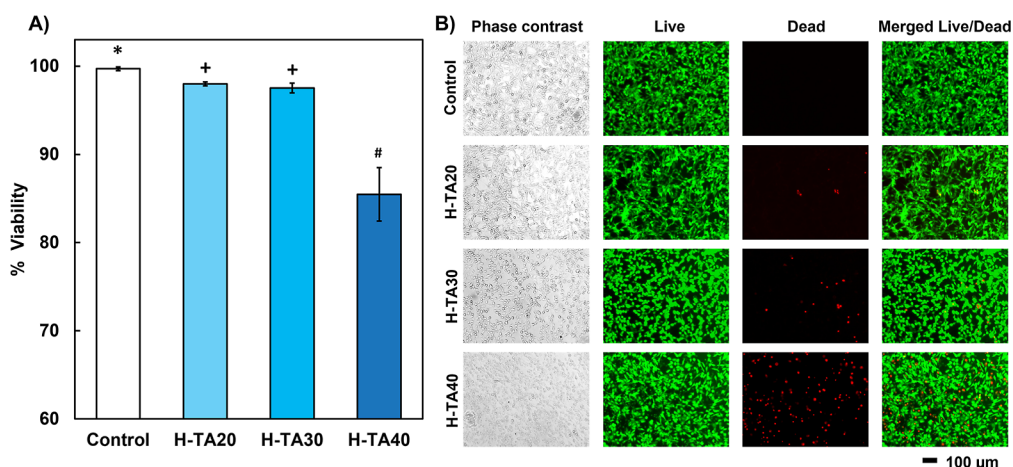 A)
% Viability
100
90
80
70
60
*
+
+
#
Control H-TA20 H-TA30 H-TA40
B)
Phase contrast Live Dead Merged Live/Dead
Control
H-TA20
H-TA30
H-TA40
100 µm